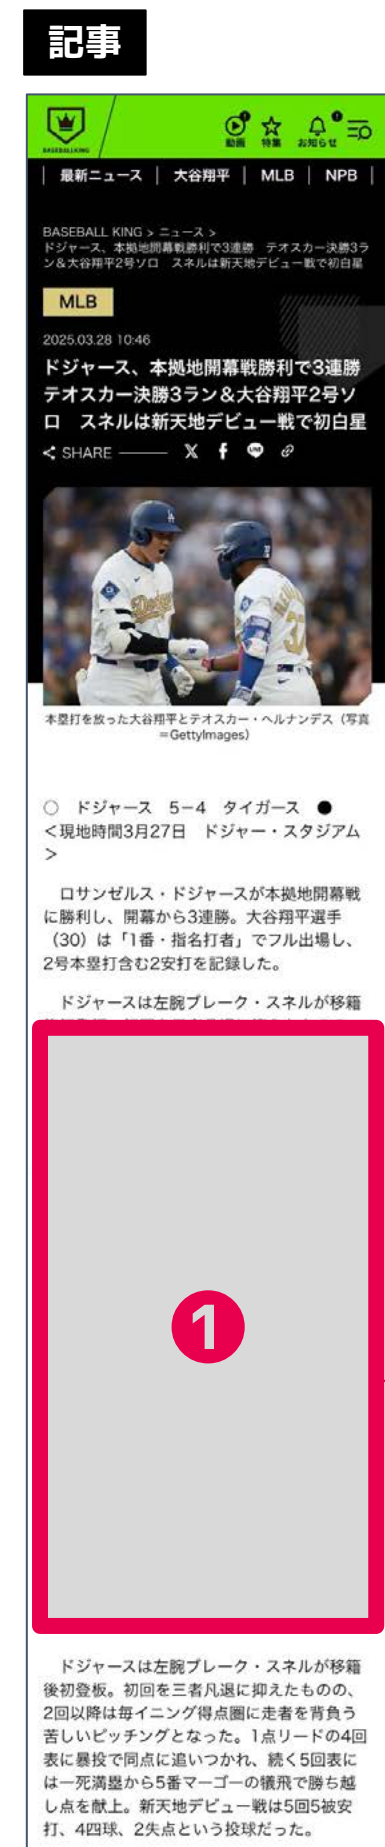 記事
BASEBALLKING
動画 特集 お知らせ
最新ニュース | 大谷翔平 | MLB | NPB
BASEBALL KING > ニュース >
ドジャース、本拠地開幕戦勝利で3連勝　テオスカー決勝3ラ
ン&大谷翔平2号ソロ　スネルは新天地デビュー戦で初白星
MLB
2025.03.28 10:46
ドジャース、本拠地開幕戦勝利で3連勝
テオスカー決勝3ラン&大谷翔平2号ソ
ロ　スネルは新天地デビュー戦で初白星
SHARE
本塁打を放った大谷翔平とテオスカー・ヘルナンデス（写真
＝GettyImages）
○　ドジャース　5－4　タイガース　●
＜現地時間3月27日　ドジャー・スタジアム
＞
　ロサンゼルス・ドジャースが本拠地開幕戦
に勝利し、開幕から3連勝。大谷翔平選手
（30）は「1番・指名打者」でフル出場し、
2号本塁打含む2安打を記録した。
　ドジャースは左腕ブレーク・スネルが移籍
1
　ドジャースは左腕ブレーク・スネルが移籍
後初登板。初回を三者凡退に抑えたものの、
2回以降は毎イニング得点圏に走者を背負う
苦しいピッチングとなった。1点リードの4回
表に暴投で同点に追いつかれ、続く5回表に
は一死満塁から5番マーゴーの犠飛で勝ち越
し点を献上。新天地デビュー戦は5回5被安
打、4四球、2失点という投球だった。